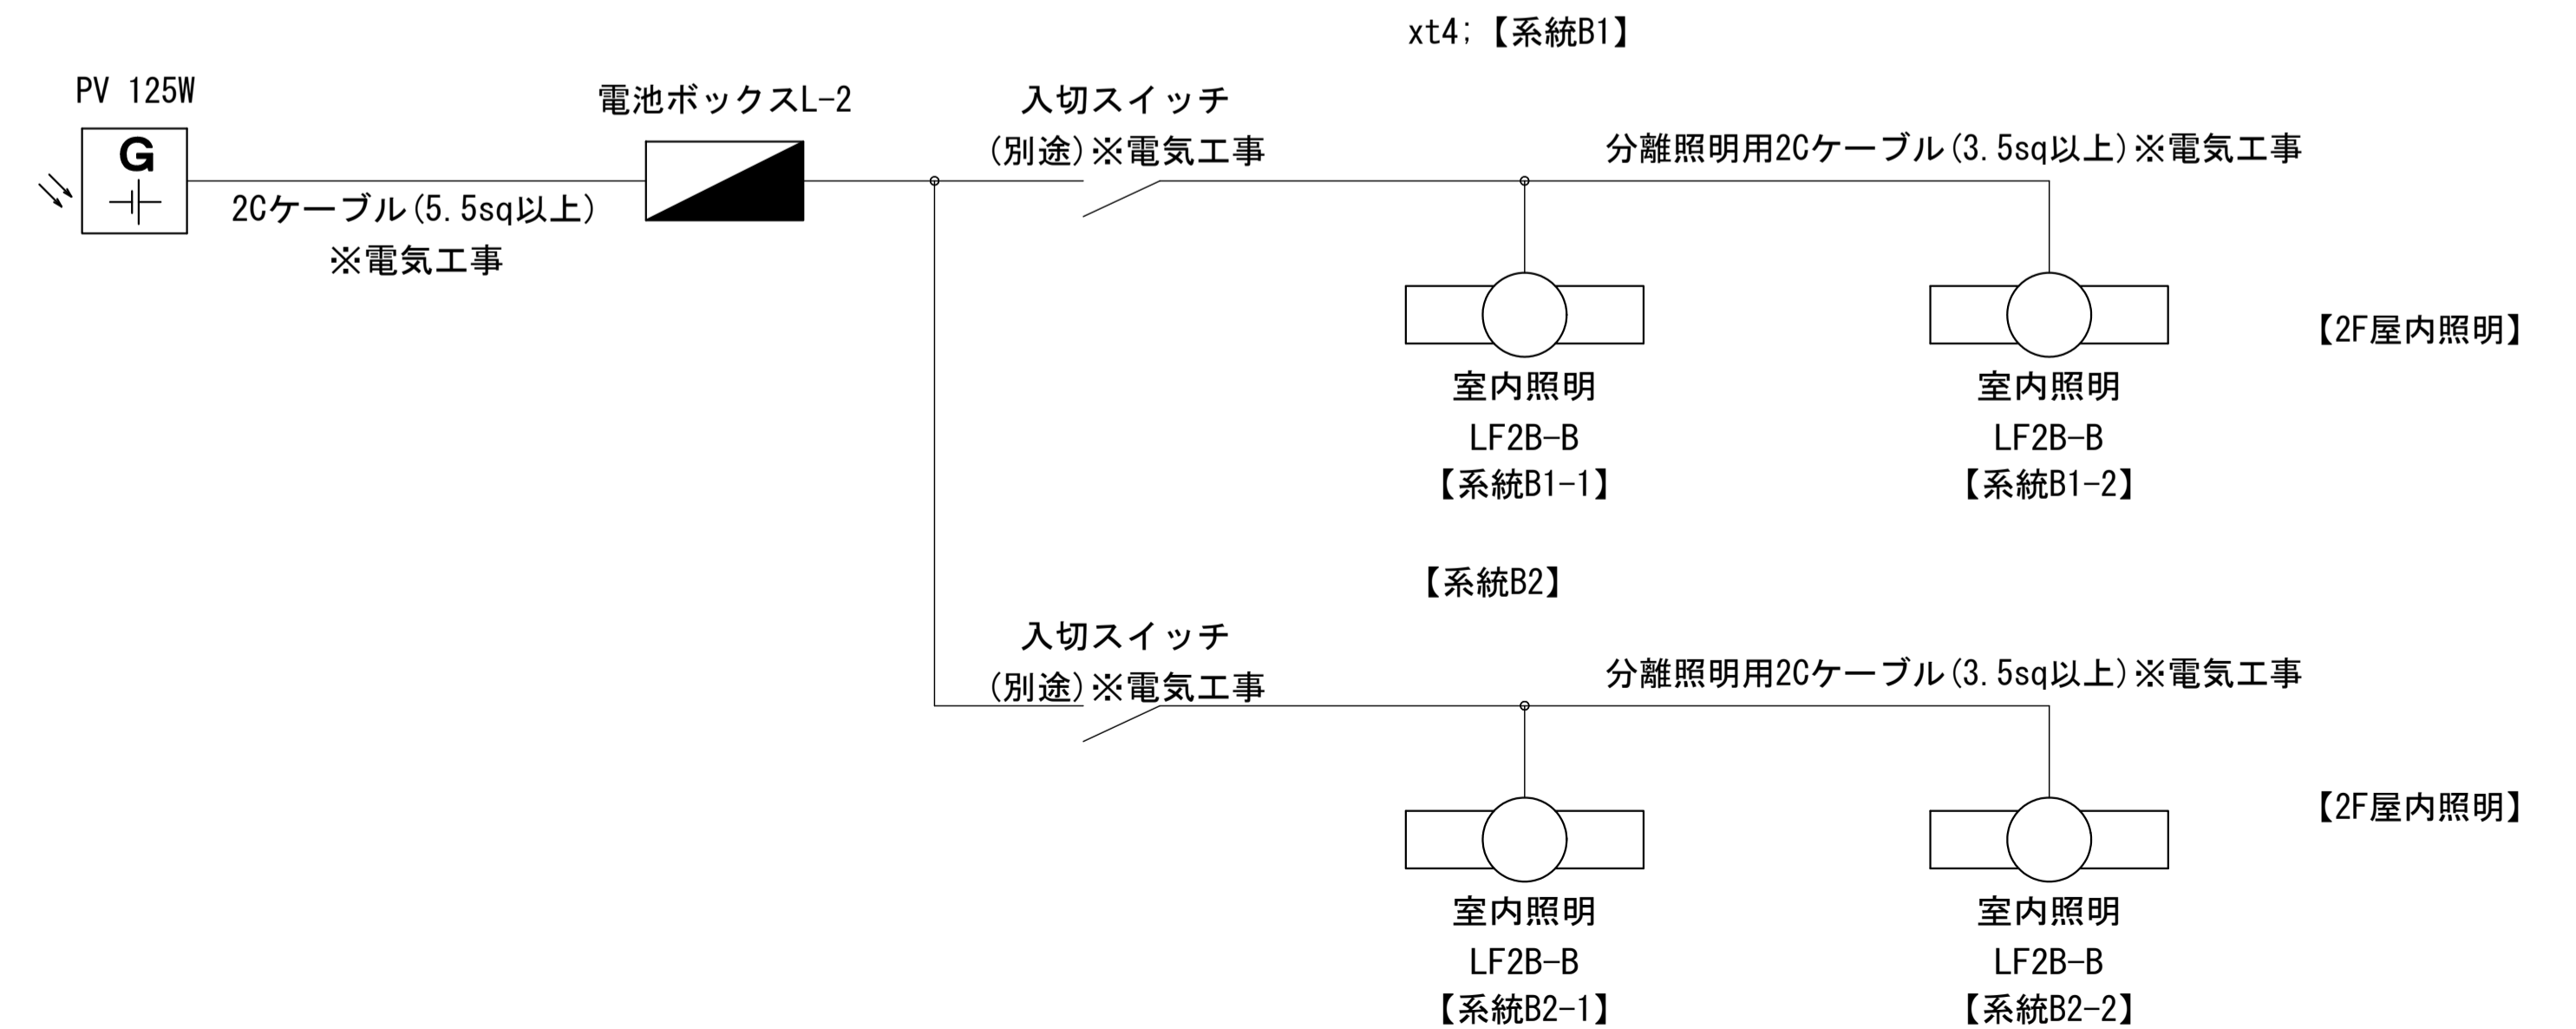 xt4;【系統B1】
PV 125W
G
2Cケーブル(5.5sq以上)
※電気工事
電池ボックスL-2
入切スイッチ
(別途)※電気工事
分離照明用2Cケーブル(3.5sq以上)※電気工事
室内照明
LF2B-B
【系統B1-1】
室内照明
LF2B-B
【系統B1-2】
【2F屋内照明】
【系統B2】
入切スイッチ
(別途)※電気工事
分離照明用2Cケーブル(3.5sq以上)※電気工事
室内照明
LF2B-B
【系統B2-1】
室内照明
LF2B-B
【系統B2-2】
【2F屋内照明】